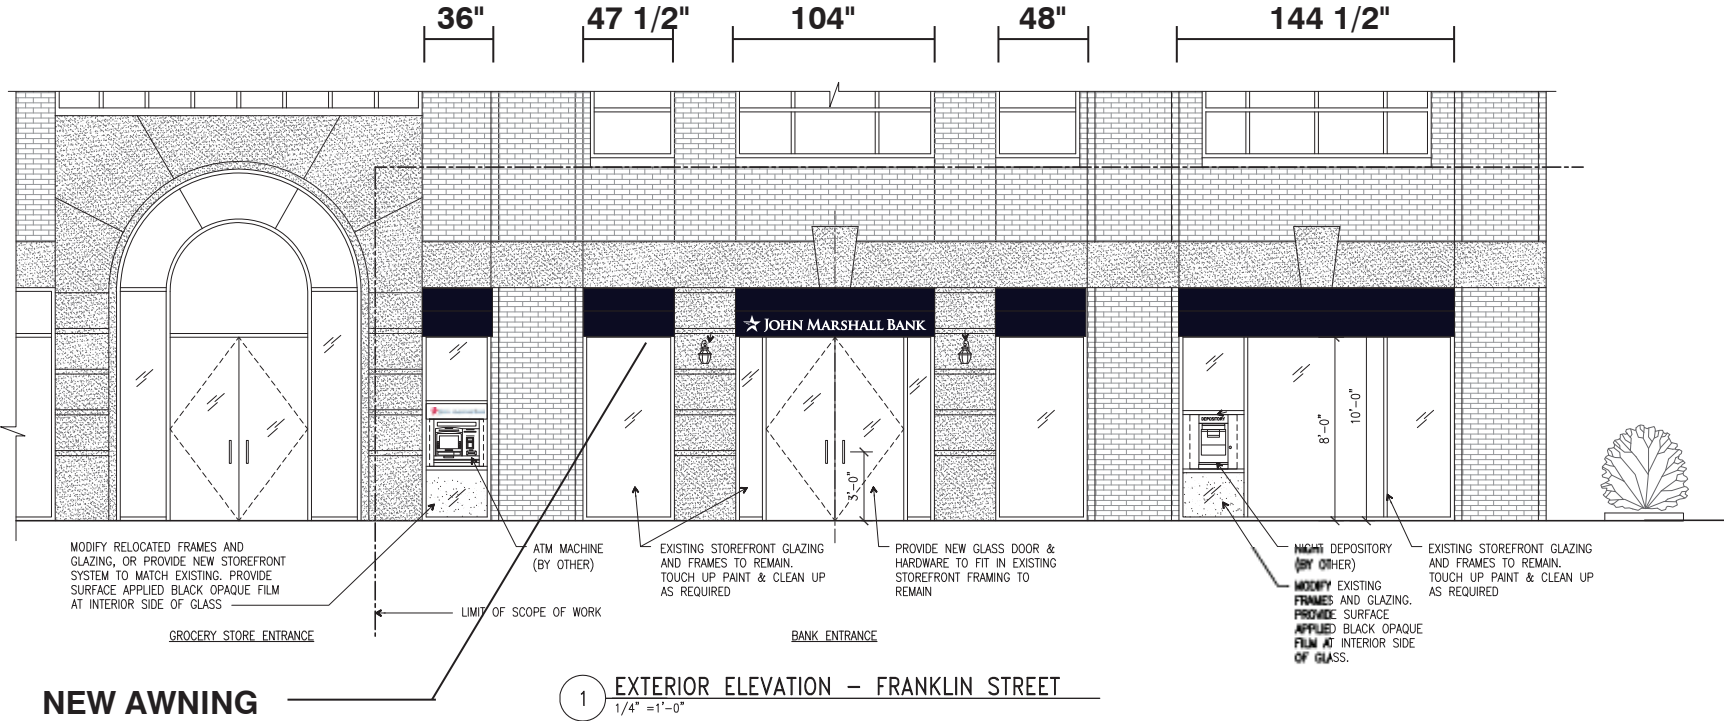 36" 47 1/2" 104" 48" 144 1/2"
JOHN MARSHALL BANK
DEPOSITORY
8'-0"
10'-0"
3'-0"
MODIFY RELOCATED FRAMES AND
GLAZING, OR PROVIDE NEW STOREFRONT
SYSTEM TO MATCH EXISTING. PROVIDE
SURFACE APPLIED BLACK OPAQUE FILM
AT INTERIOR SIDE OF GLASS
GROCERY STORE ENTRANCE
LIMIT OF SCOPE OF WORK
ATM MACHINE
(BY OTHER)
EXISTING STOREFRONT GLAZING
AND FRAMES TO REMAIN.
TOUCH UP PAINT & CLEAN UP
AS REQUIRED
PROVIDE NEW GLASS DOOR &
HARDWARE TO FIT IN EXISTING
STOREFRONT FRAMING TO
REMAIN
BANK ENTRANCE
NIGHT DEPOSITORY
(BY OTHER)
MODIFY EXISTING
FRAMES AND GLAZING.
PROVIDE SURFACE
APPLIED BLACK OPAQUE
FILM AT INTERIOR SIDE
OF GLASS.
EXISTING STOREFRONT GLAZING
AND FRAMES TO REMAIN.
TOUCH UP PAINT & CLEAN UP
AS REQUIRED
NEW AWNING
1 EXTERIOR ELEVATION – FRANKLIN STREET
1/4" =1'-0"